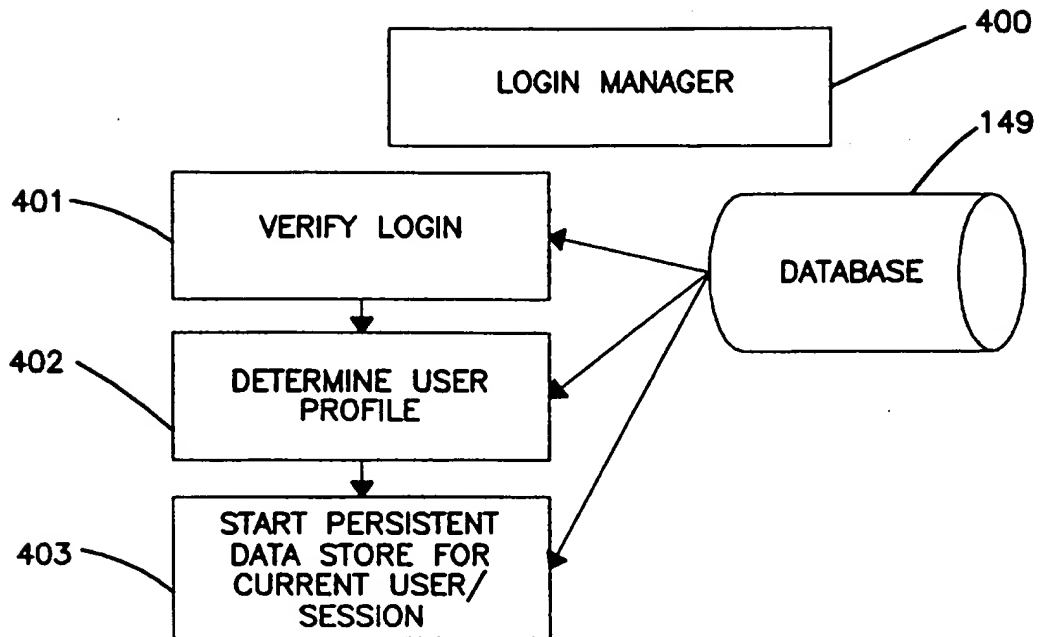 400
LOGIN MANAGER
149
401
VERIFY LOGIN
DATABASE
402
DETERMINE USER
PROFILE
403
START PERSISTENT
DATA STORE FOR
CURRENT USER/
SESSION